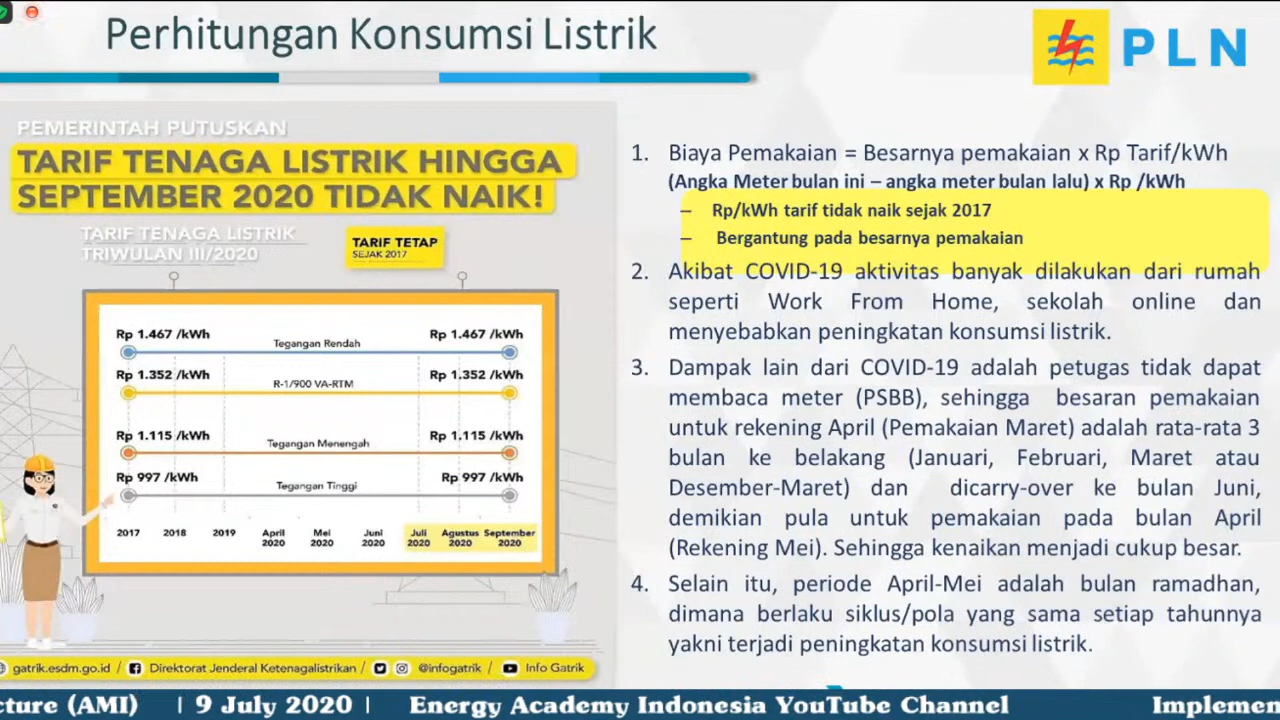 Perhitungan Konsumsi Listrik
PLN
PEMERINTAH PUTUSKAN
TARIF TENAGA LISTRIK HINGGA
SEPTEMBER 2020 TIDAK NAIK!
TARIF TENAGA LISTRIK
TRIWULAN III/2020
TARIF TETAP
SEJAK 2017
Rp 1.467 /kWh Rp 1.467 /kWh
Tegangan Rendah
Rp 1.352 /kWh Rp 1.352 /kWh
R-1/900 VA-RTM
Rp 1.115 /kWh Rp 1.115 /kWh
Tegangan Menengah
Rp 997 /kWh Rp 997 /kWh
Tegangan Tinggi
2017 2018 2019 April Mei Juni Juli Agustus September
2020 2020 2020 2020 2020 2020
gatrik.esdm.go.id / Direktorat Jenderal Ketenagalistrikan / @infogatrik / Info Gatrik
1. Biaya Pemakaian = Besarnya pemakaian x Rp Tarif/kWh
(Angka Meter bulan ini – angka meter bulan lalu) x Rp /kWh
– Rp/kWh tarif tidak naik sejak 2017
– Bergantung pada besarnya pemakaian
2. Akibat COVID-19 aktivitas banyak dilakukan dari rumah
seperti Work From Home, sekolah online dan
menyebabkan peningkatan konsumsi listrik.
3. Dampak lain dari COVID-19 adalah petugas tidak dapat
membaca meter (PSBB), sehingga besaran pemakaian
untuk rekening April (Pemakaian Maret) adalah rata-rata 3
bulan ke belakang (Januari, Februari, Maret atau
Desember-Maret) dan dicarry-over ke bulan Juni,
demikian pula untuk pemakaian pada bulan April
(Rekening Mei). Sehingga kenaikan menjadi cukup besar.
4. Selain itu, periode April-Mei adalah bulan ramadhan,
dimana berlaku siklus/pola yang sama setiap tahunnya
yakni terjadi peningkatan konsumsi listrik.
cture (AMI) | 9 July 2020 | Energy Academy Indonesia YouTube Channel Implemen